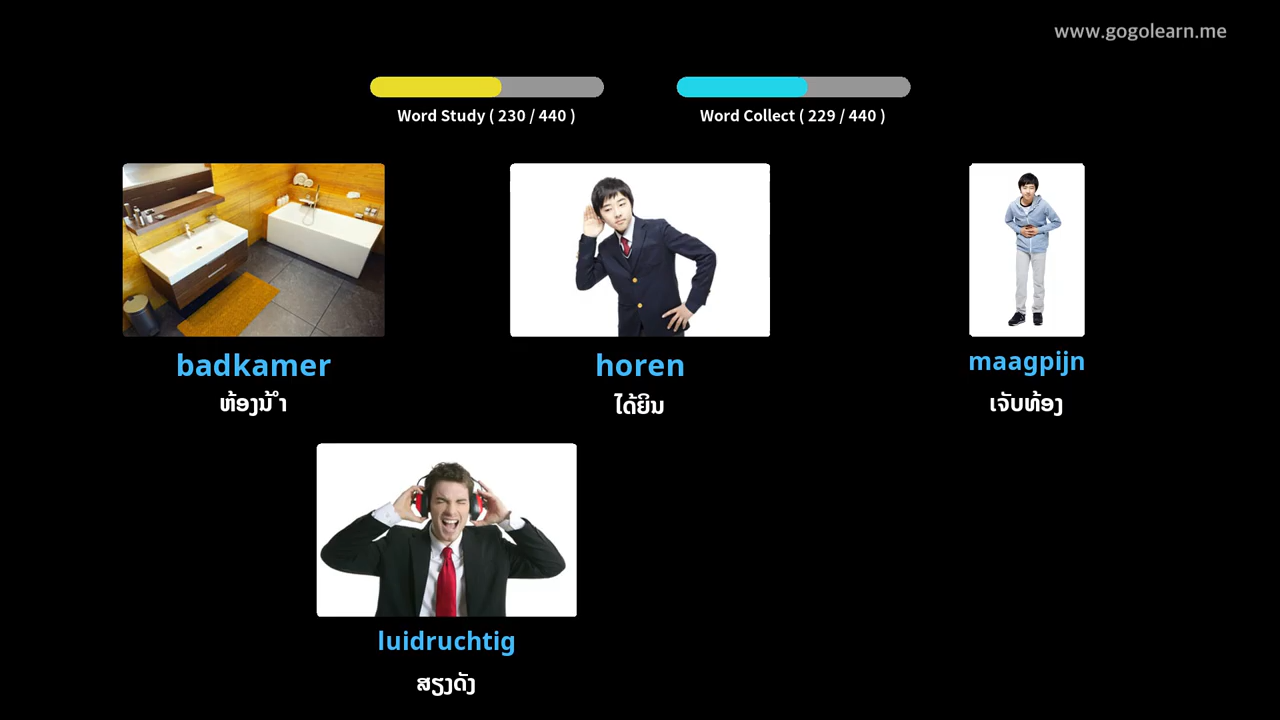 www.gogolearn.me
Word Study ( 230 / 440 )
Word Collect ( 229 / 440 )
badkamer
ຫ້ອງນ້ຳ
horen
ໄດ້ຍິນ
maagpijn
ເຈັບທ້ອງ
luidruchtig
ສຽງດັງ